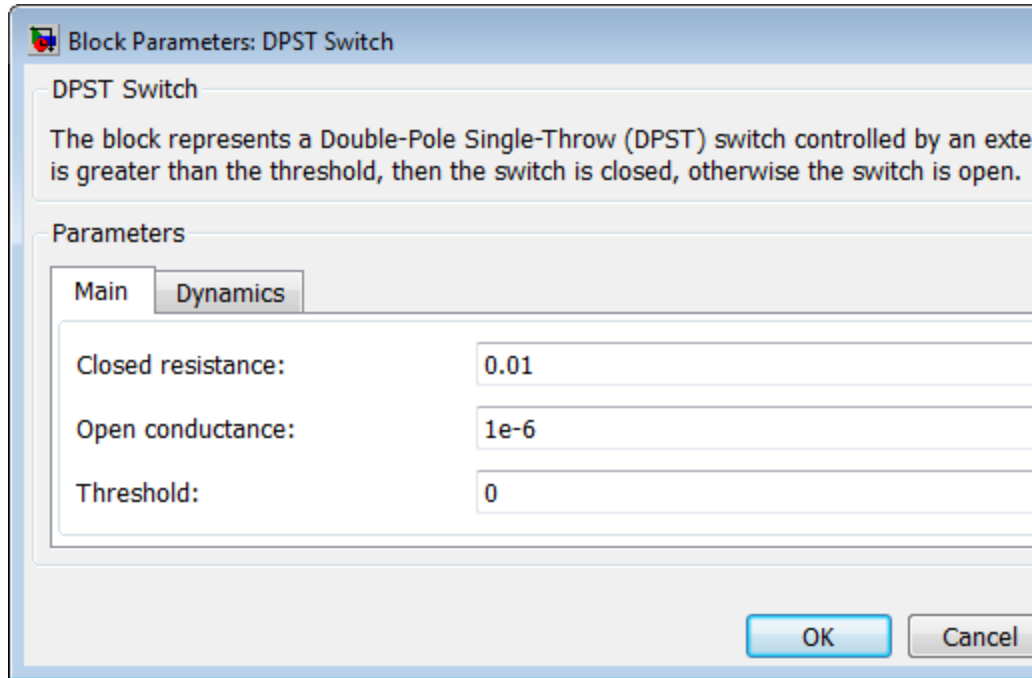 Block Parameters: DPST Switch
DPST Switch
The block represents a Double-Pole Single-Throw (DPST) switch controlled by an exte
is greater than the threshold, then the switch is closed, otherwise the switch is open.
Parameters
Main Dynamics
Closed resistance: 0.01
Open conductance: 1e-6
Threshold: 0
OK Cancel